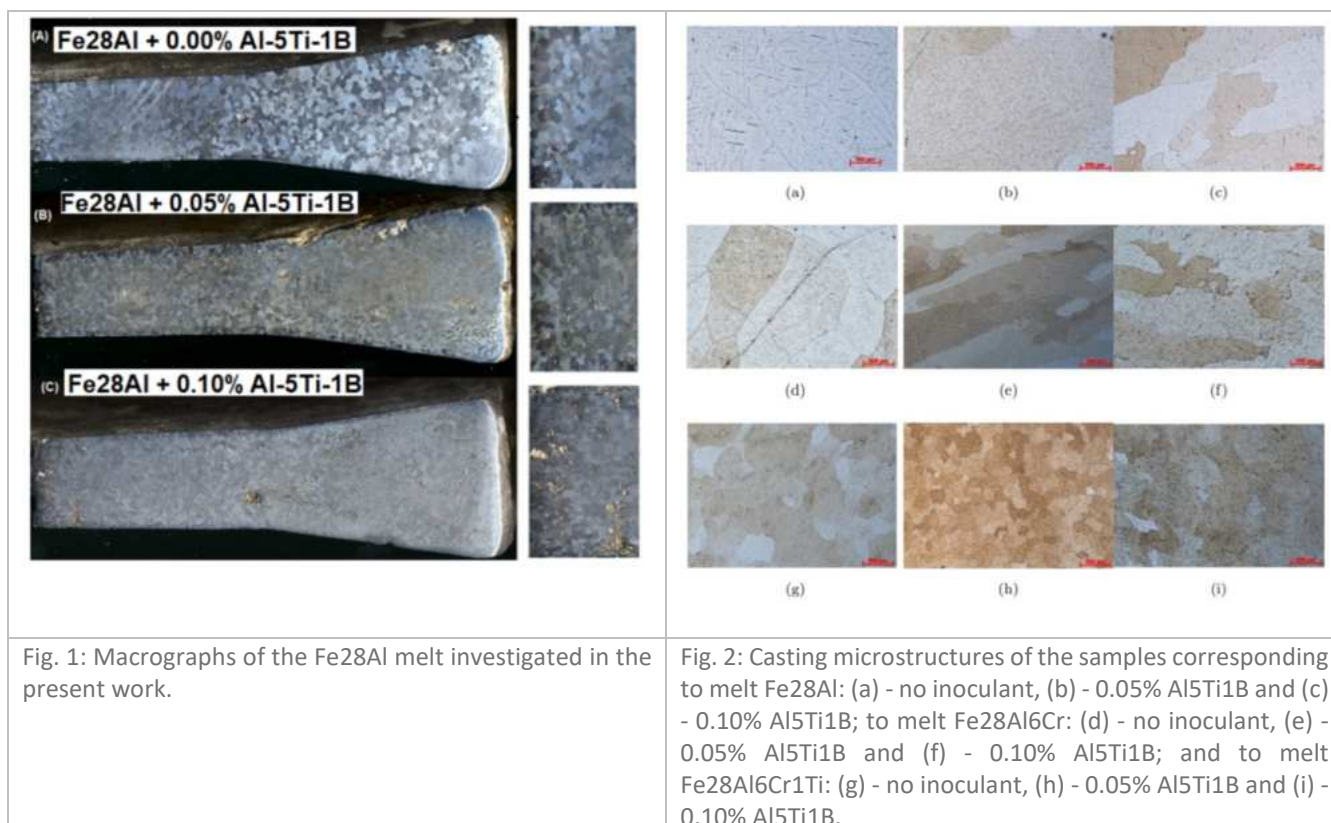 (A) Fe28Al + 0.00% Al-5Ti-1B
(B) Fe28Al + 0.05% Al-5Ti-1B
(C) Fe28Al + 0.10% Al-5Ti-1B
(a) (b) (c)
(d) (e) (f)
(g) (h) (i)
Fig. 1: Macrographs of the Fe28Al melt investigated in the
present work.
Fig. 2: Casting microstructures of the samples corresponding
to melt Fe28Al: (a) - no inoculant, (b) - 0.05% Al5Ti1B and (c)
- 0.10% Al5Ti1B; to melt Fe28Al6Cr: (d) - no inoculant, (e) -
0.05% Al5Ti1B and (f) - 0.10% Al5Ti1B; and to melt
Fe28Al6Cr1Ti: (g) - no inoculant, (h) - 0.05% Al5Ti1B and (i) -
0.10% Al5Ti1B.